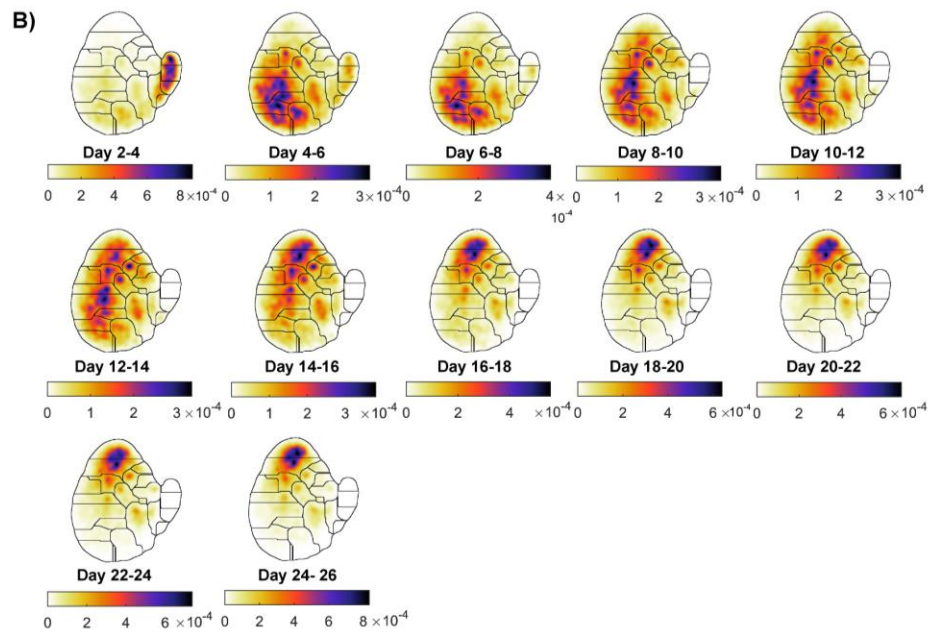 B)
Day 2-4
0 2 4 6 8×10⁻⁴
Day 4-6
0 1 2 3×10⁻⁴
Day 6-8
0 2 4×
10⁻⁴
Day 8-10
0 1 2 3 ×10⁻⁴
Day 10-12
0 1 2 3 ×10⁻⁴
Day 12-14
0 1 2 3×10⁻⁴
Day 14-16
0 1 2 3×10⁻⁴
Day 16-18
0 2 4 ×10⁻⁴
Day 18-20
0 2 4 6×10⁻⁴
Day 20-22
0 2 4 6 ×10⁻⁴
Day 22-24
0 2 4 6 ×10⁻⁴
Day 24- 26
0 2 4 6 8×10⁻⁴